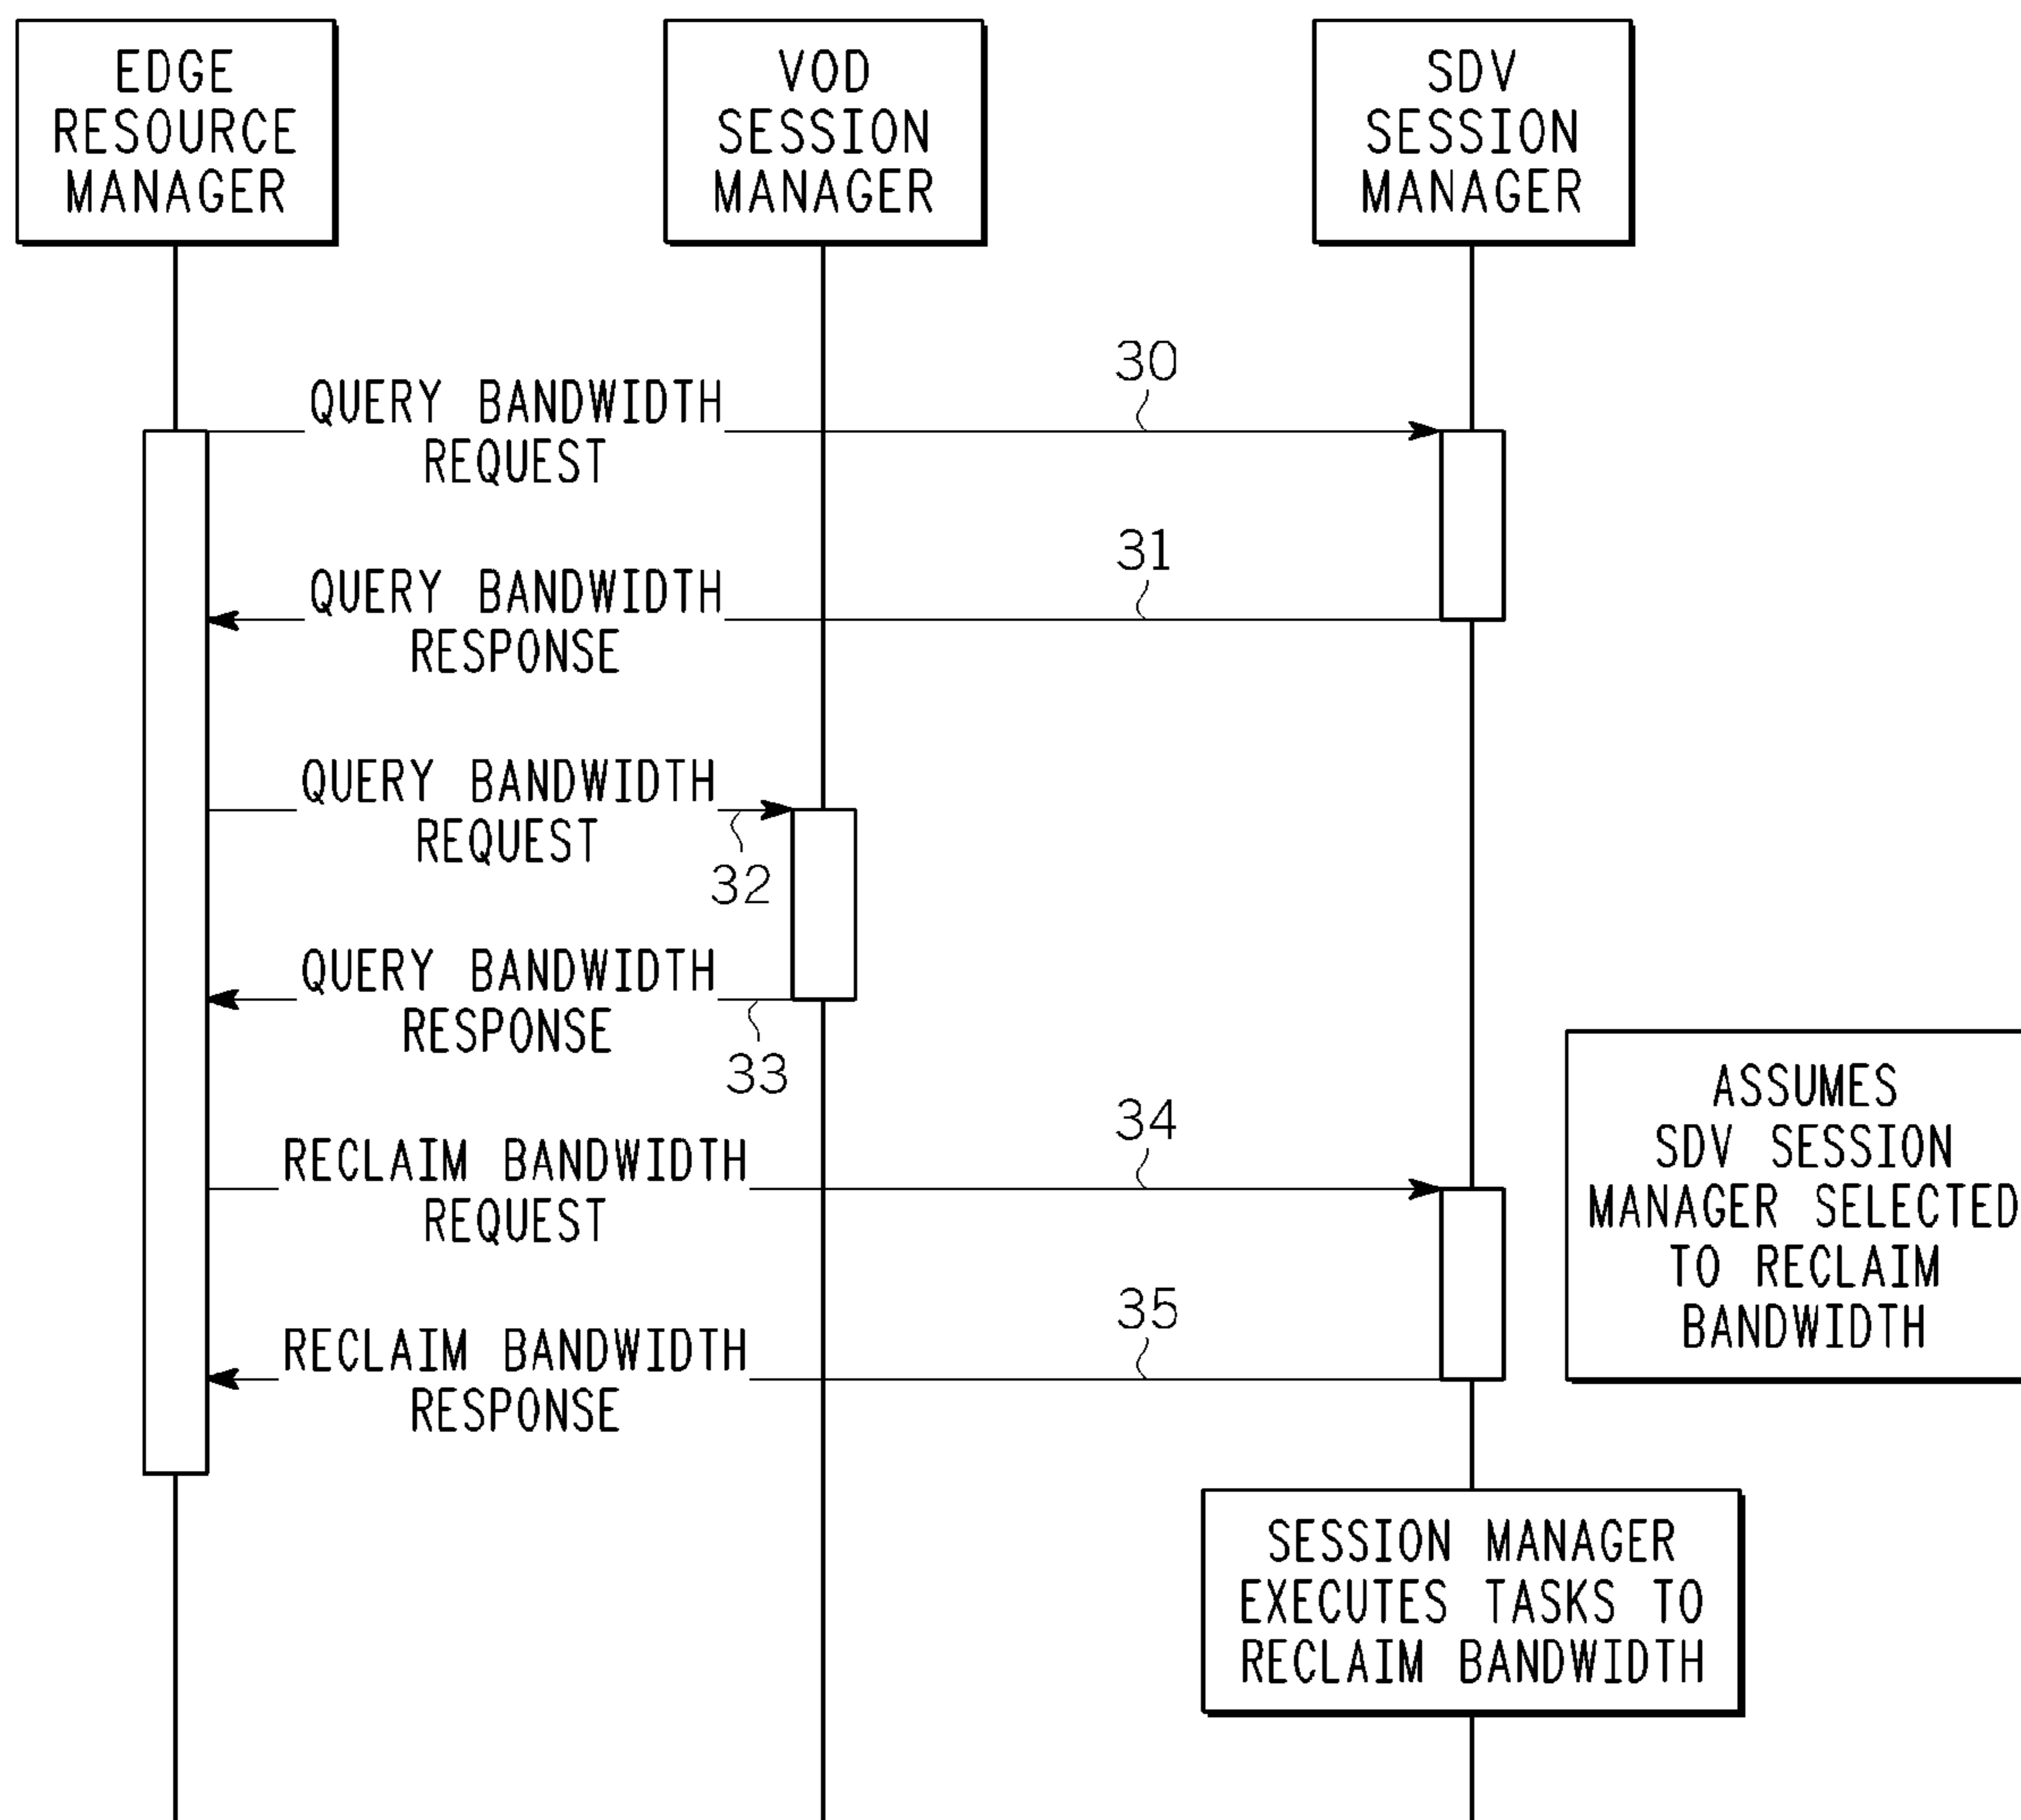 EDGE
RESOURCE
MANAGER
VOD
SESSION
MANAGER
SDV
SESSION
MANAGER
30
QUERY BANDWIDTH
REQUEST
31
QUERY BANDWIDTH
RESPONSE
QUERY BANDWIDTH
REQUEST
32
QUERY BANDWIDTH
RESPONSE
33
ASSUMES
SDV SESSION
MANAGER SELECTED
TO RECLAIM
BANDWIDTH
34
RECLAIM BANDWIDTH
REQUEST
35
RECLAIM BANDWIDTH
RESPONSE
SESSION MANAGER
EXECUTES TASKS TO
RECLAIM BANDWIDTH